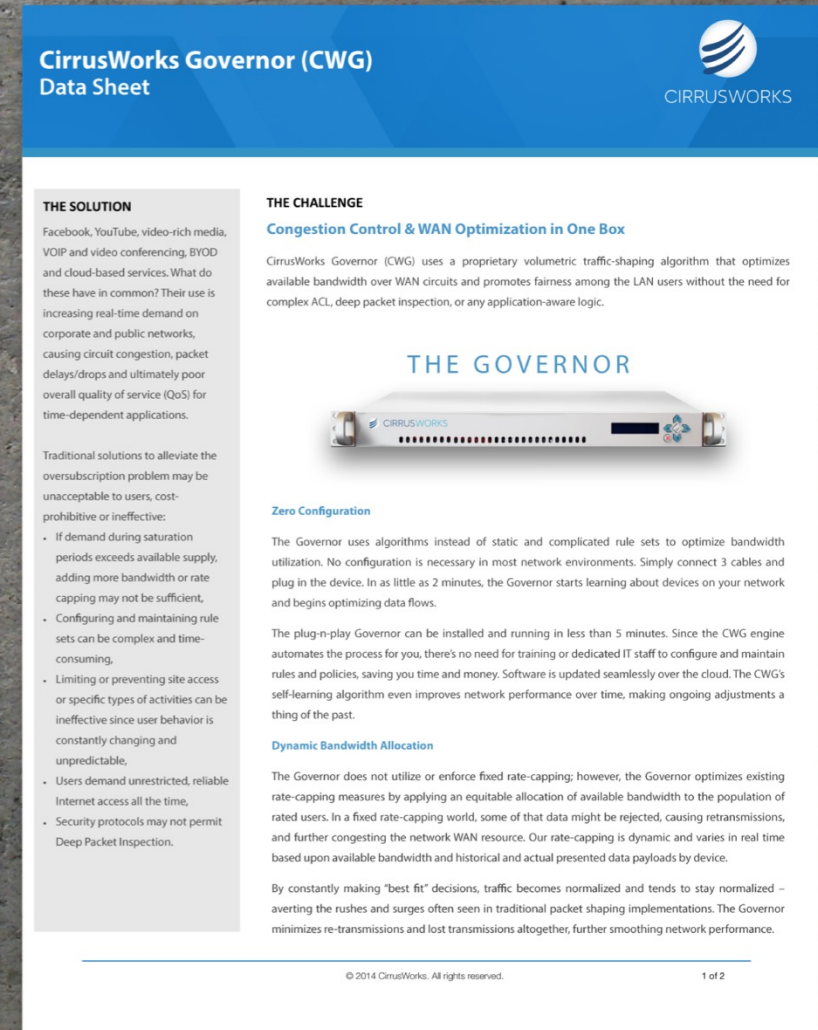 CirrusWorks Governor (CWG)
Data Sheet
CIRRUSWORKS
THE SOLUTION
Facebook, YouTube, video-rich media,
VOIP and video conferencing, BYOD
and cloud-based services. What do
these have in common? Their use is
increasing real-time demand on
corporate and public networks,
causing circuit congestion, packet
delays/drops and ultimately poor
overall quality of service (QoS) for
time-dependent applications.
Traditional solutions to alleviate the
oversubscription problem may be
unacceptable to users, cost-
prohibitive or ineffective:
• If demand during saturation
periods exceeds available supply,
adding more bandwidth or rate
capping may not be sufficient,
• Configuring and maintaining rule
sets can be complex and time-
consuming,
• Limiting or preventing site access
or specific types of activities can be
ineffective since user behavior is
constantly changing and
unpredictable,
• Users demand unrestricted, reliable
Internet access all the time,
• Security protocols may not permit
Deep Packet Inspection.
THE CHALLENGE
Congestion Control & WAN Optimization in One Box
CirrusWorks Governor (CWG) uses a proprietary volumetric traffic-shaping algorithm that optimizes
available bandwidth over WAN circuits and promotes fairness among the LAN users without the need for
complex ACL, deep packet inspection, or any application-aware logic.
THE GOVERNOR
CIRRUSWORKS
Zero Configuration
The Governor uses algorithms instead of static and complicated rule sets to optimize bandwidth
utilization. No configuration is necessary in most network environments. Simply connect 3 cables and
plug in the device. In as little as 2 minutes, the Governor starts learning about devices on your network
and begins optimizing data flows.
The plug-n-play Governor can be installed and running in less than 5 minutes. Since the CWG engine
automates the process for you, there's no need for training or dedicated IT staff to configure and maintain
rules and policies, saving you time and money. Software is updated seamlessly over the cloud. The CWG's
self-learning algorithm even improves network performance over time, making ongoing adjustments a
thing of the past.
Dynamic Bandwidth Allocation
The Governor does not utilize or enforce fixed rate-capping; however, the Governor optimizes existing
rate-capping measures by applying an equitable allocation of available bandwidth to the population of
rated users. In a fixed rate-capping world, some of that data might be rejected, causing retransmissions,
and further congesting the network WAN resource. Our rate-capping is dynamic and varies in real time
based upon available bandwidth and historical and actual presented data payloads by device.
By constantly making "best fit" decisions, traffic becomes normalized and tends to stay normalized –
averting the rushes and surges often seen in traditional packet shaping implementations. The Governor
minimizes re-transmissions and lost transmissions altogether, further smoothing network performance.
© 2014 CirrusWorks. All rights reserved.
1 of 2